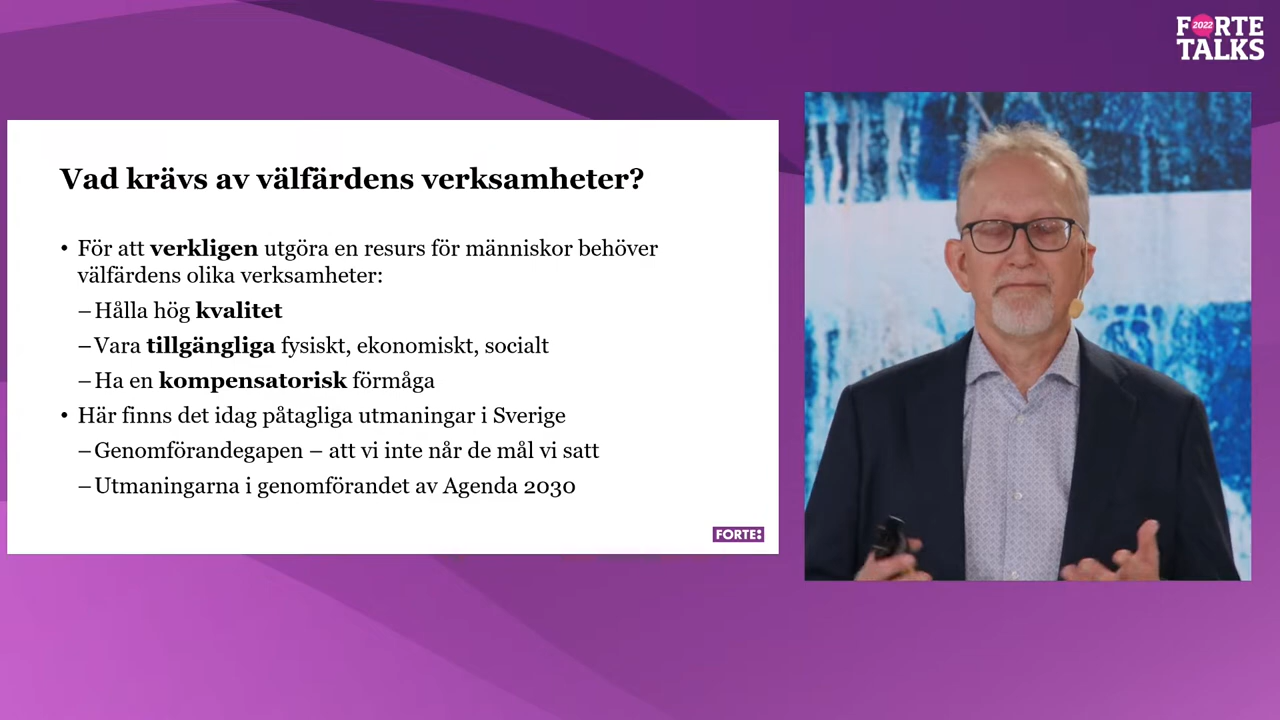 FORTE
2022
TALKS
Vad krävs av välfärdens verksamheter?
• För att verkligen utgöra en resurs för människor behöver
välfärdens olika verksamheter:
– Hålla hög kvalitet
– Vara tillgängliga fysiskt, ekonomiskt, socialt
– Ha en kompensatorisk förmåga
• Här finns det idag påtagliga utmaningar i Sverige
– Genomförandegapen – att vi inte når de mål vi satt
– Utmaningarna i genomförandet av Agenda 2030
FORTE: